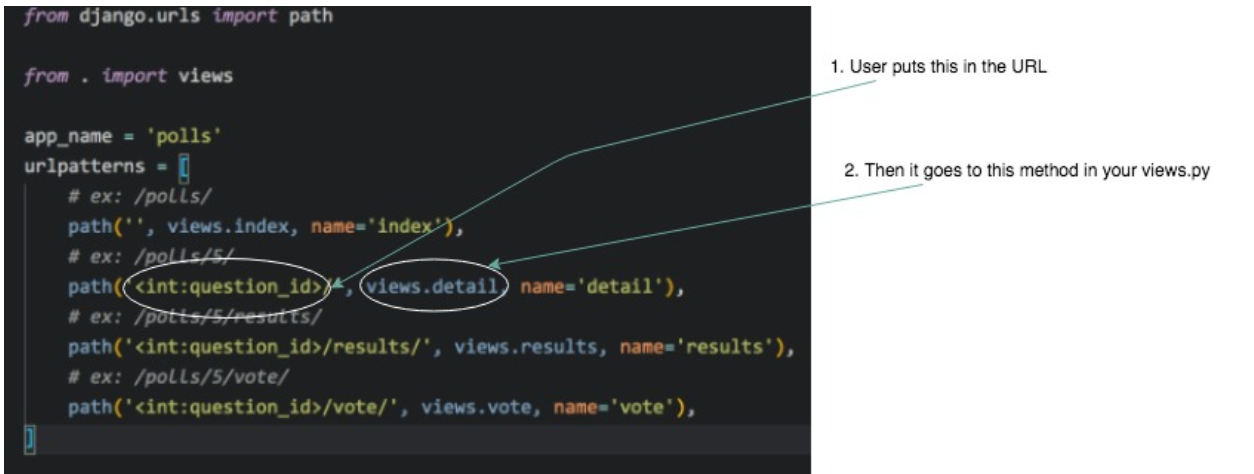 from django.urls import path
from . import views
app_name = 'polls'
urlpatterns = [
# ex: /polls/
path('', views.index, name='index'),
# ex: /polls/5/
path('<int:question_id>/', views.detail, name='detail'),
# ex: /polls/5/results/
path('<int:question_id>/results/', views.results, name='results'),
# ex: /polls/5/vote/
path('<int:question_id>/vote/', views.vote, name='vote'),
]
1. User puts this in the URL
2. Then it goes to this method in your views.py